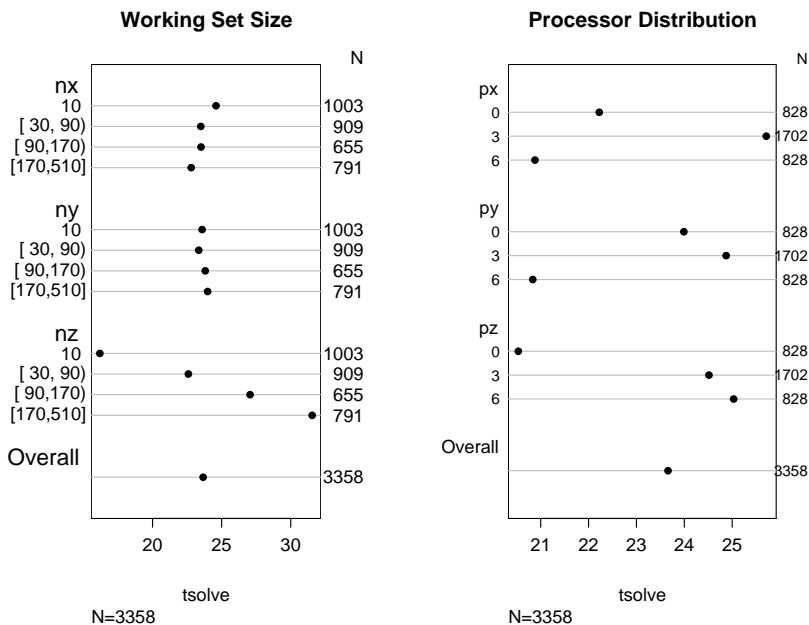 Working Set Size
N
nx
10 1003
[ 30, 90) 909
[ 90,170) 655
[170,510] 791
ny
10 1003
[ 30, 90) 909
[ 90,170) 655
[170,510] 791
nz
10 1003
[ 30, 90) 909
[ 90,170) 655
[170,510] 791
Overall
3358
20 25 30
tsolve
N=3358
Processor Distribution
N
px
0 828
3 1702
6 828
py
0 828
3 1702
6 828
pz
0 828
3 1702
6 828
Overall
3358
21 22 23 24 25
tsolve
N=3358